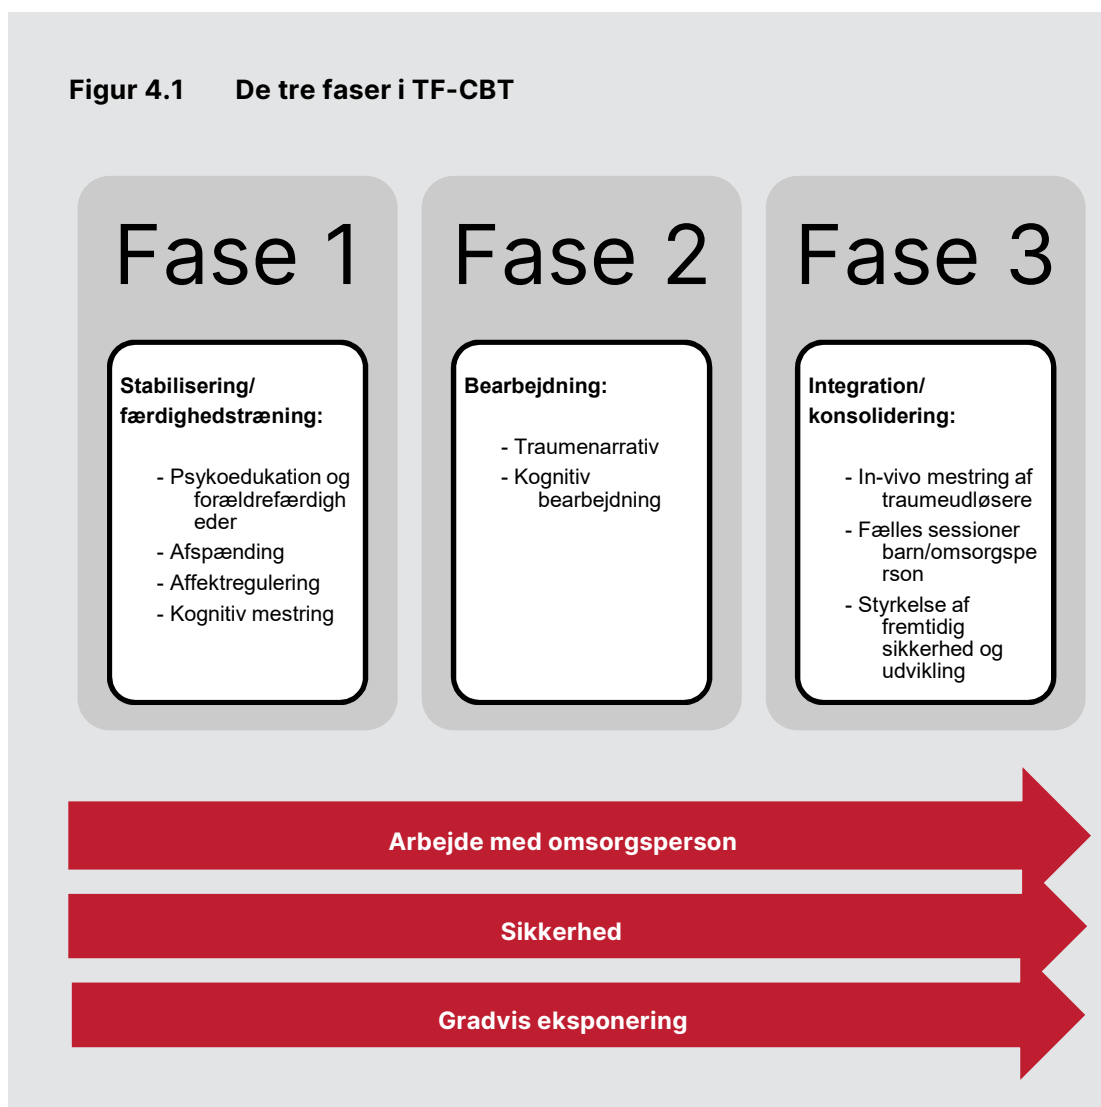 Figur 4.1 De tre faser i TF-CBT
Fase 1
Stabilisering/
færdighedstræning:
- Psykoedukation og
forældrefærdigh
eder
- Afspænding
- Affektregulering
- Kognitiv mestring
Fase 2
Bearbejdning:
- Traumenarrativ
- Kognitiv
bearbejdning
Fase 3
Integration/
konsolidering:
- In-vivo mestring af
traumeudløsere
- Fælles sessioner
barn/omsorgspe
rson
- Styrkelse af
fremtidig
sikkerhed og
udvikling
Arbejde med omsorgsperson
Sikkerhed
Gradvis eksponering